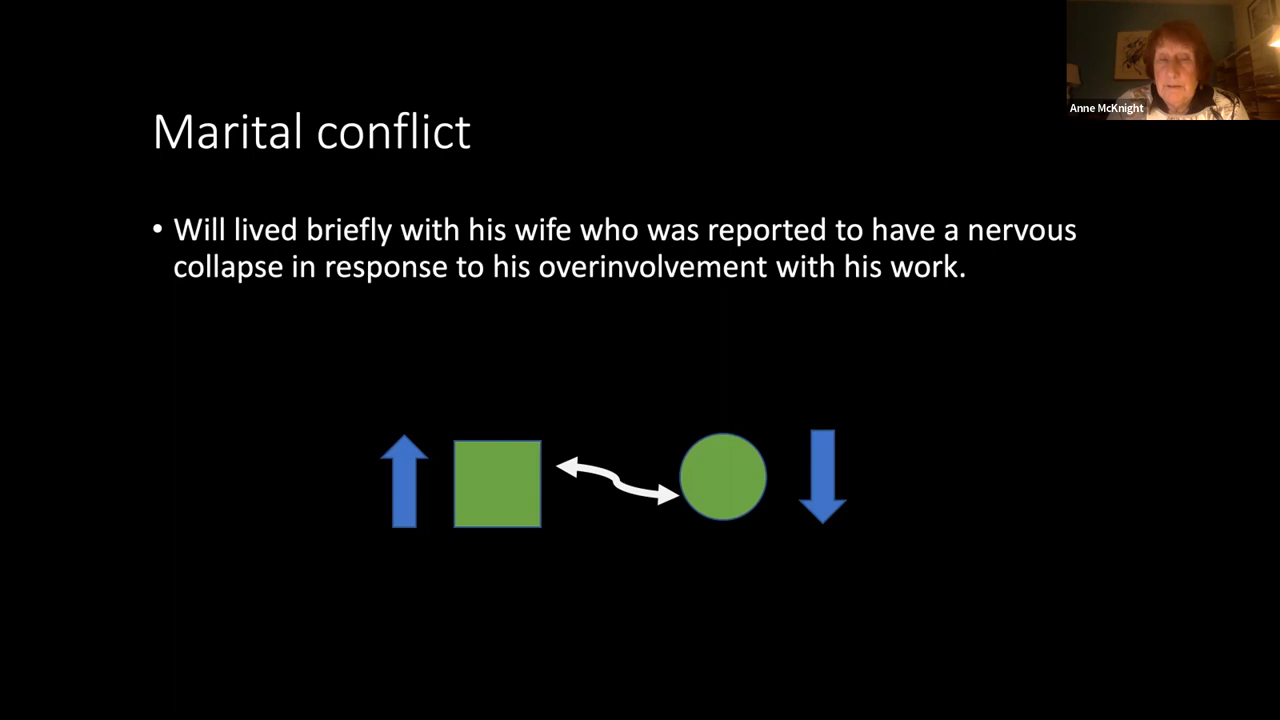 Anne McKnight
Marital conflict
• Will lived briefly with his wife who was reported to have a nervous
collapse in response to his overinvolvement with his work.